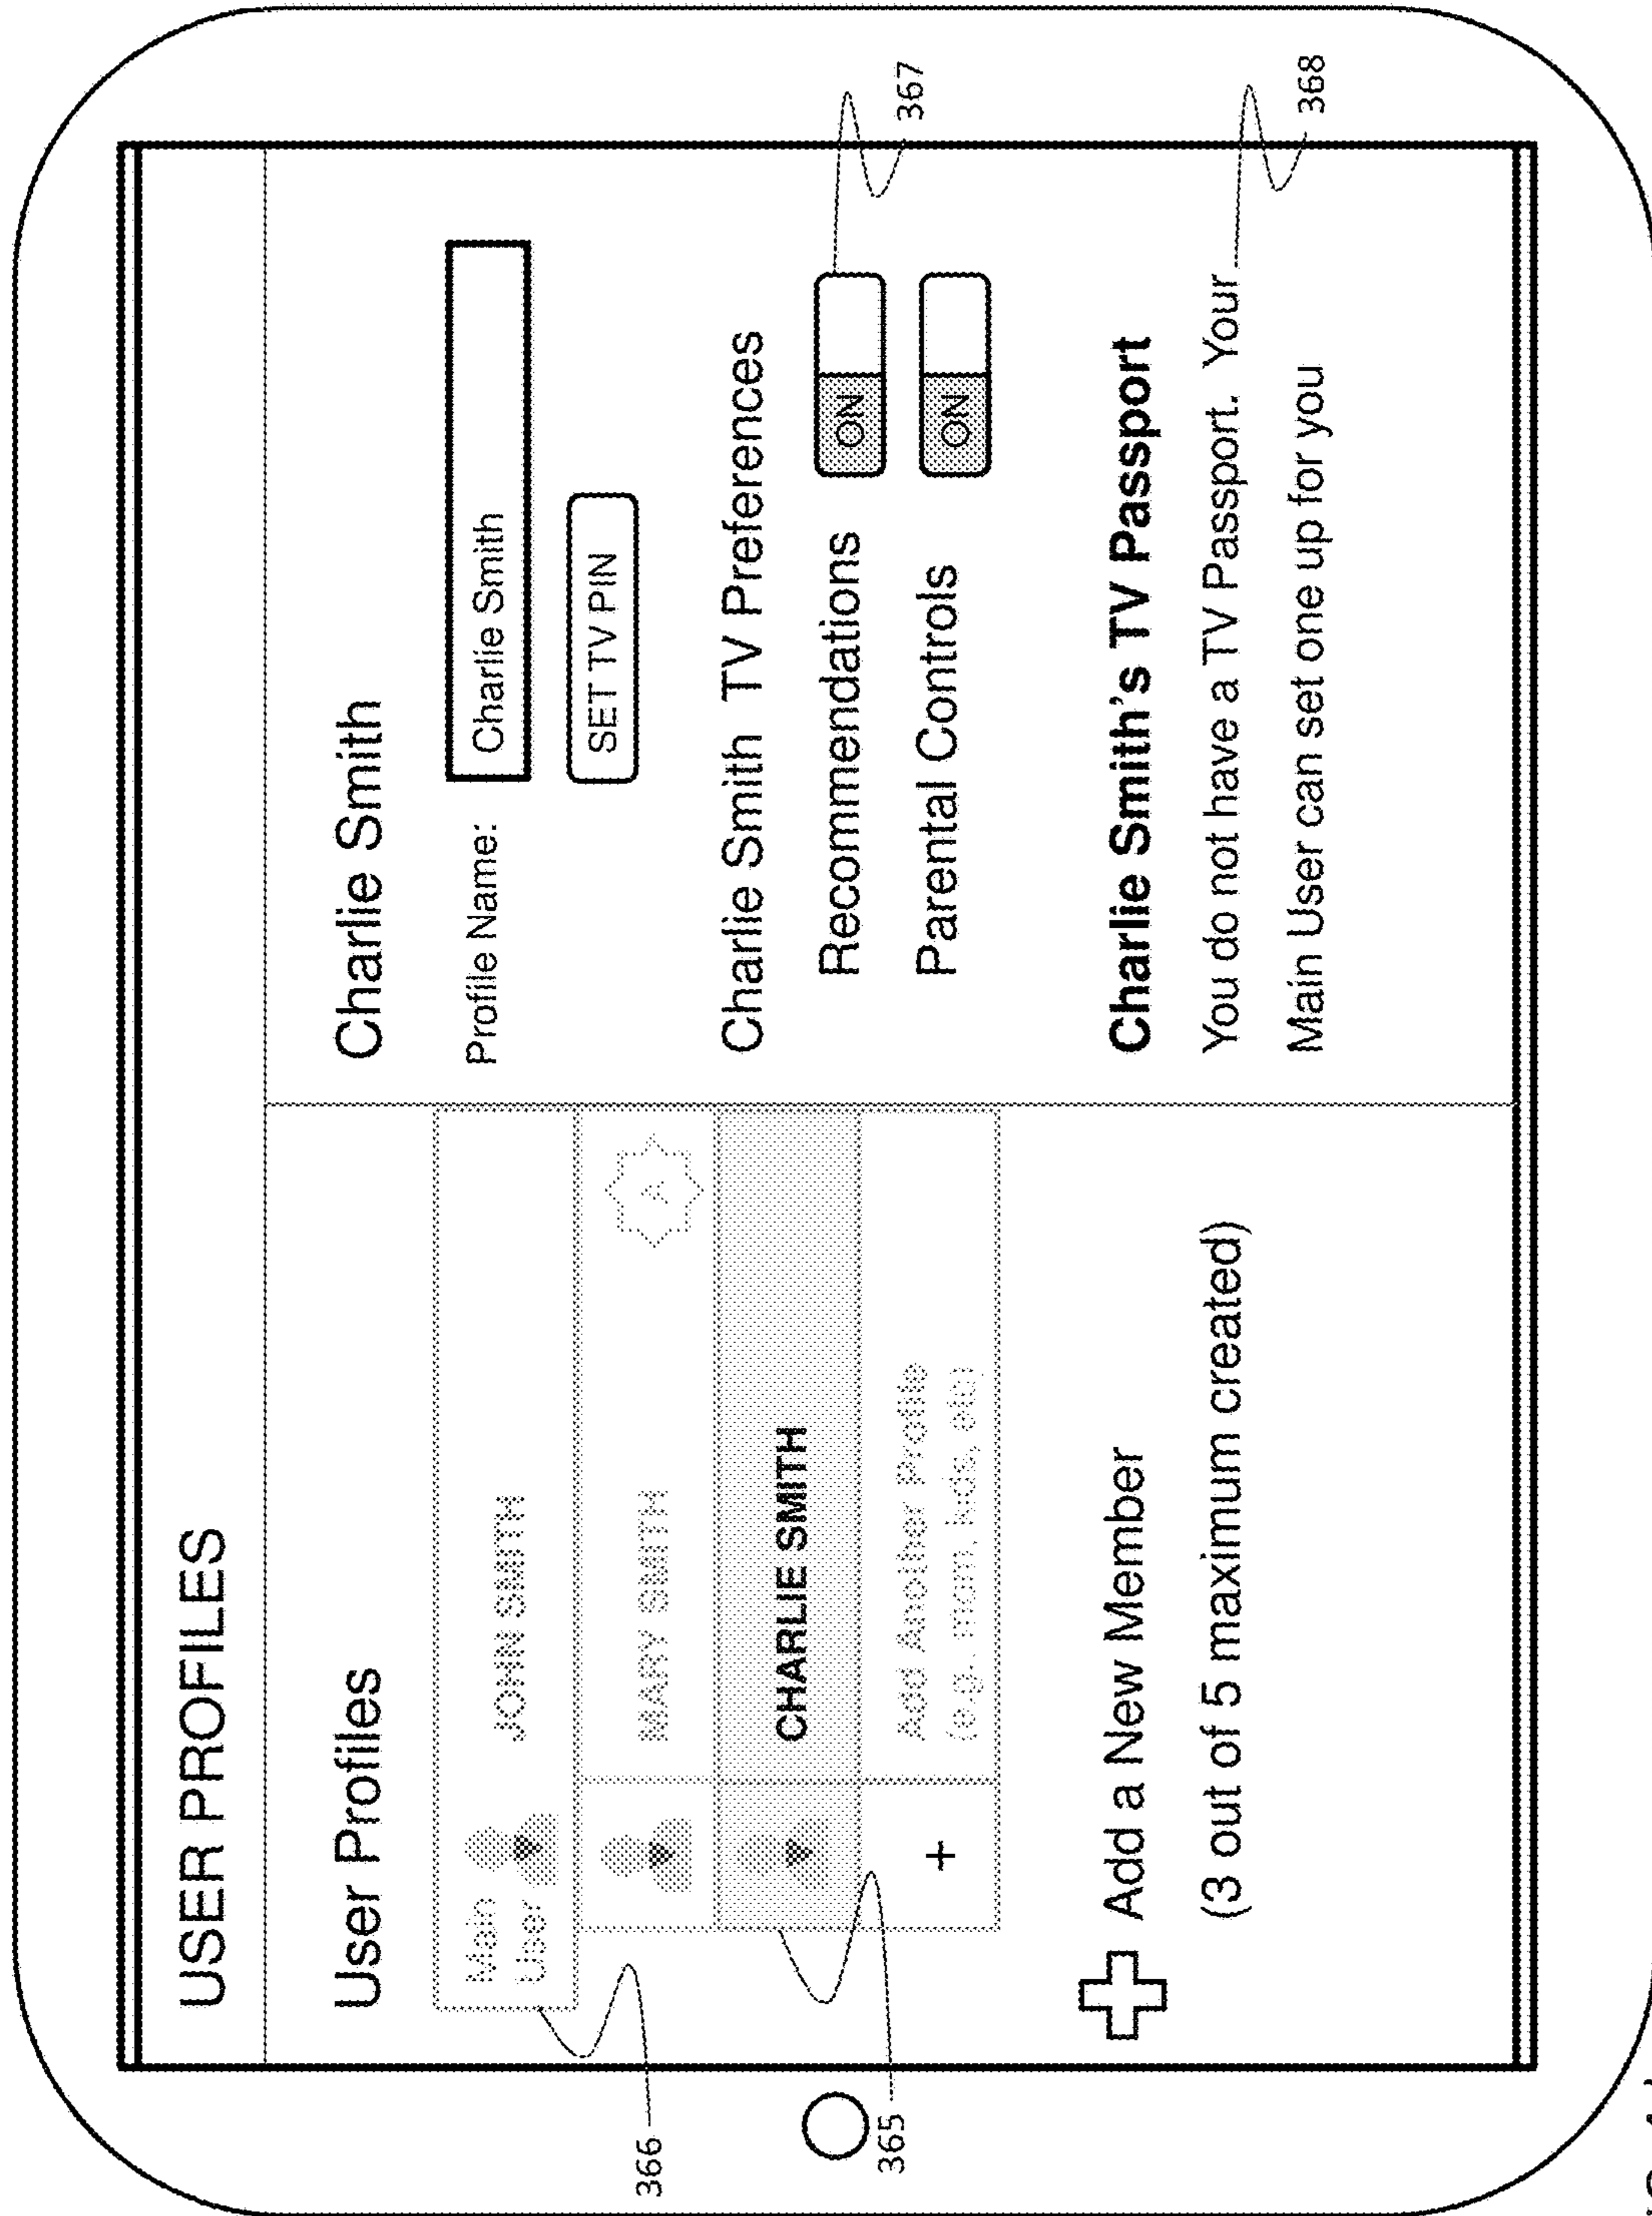 USER PROFILES
User Profiles
Main
User
JOHN SMITH
MARY SMITH
A
CHARLIE SMITH
+
Add Another Profile
(e.g., mom, kids, etc)
Add a New Member
(3 out of 5 maximum created)
Charlie Smith
Profile Name:
Charlie Smith
SET TV PIN
Charlie Smith TV Preferences
Recommendations
ON
Parental Controls
ON
Charlie Smith's TV Passport
You do not have a TV Passport. Your
Main User can set one up for you
366
365
367
368